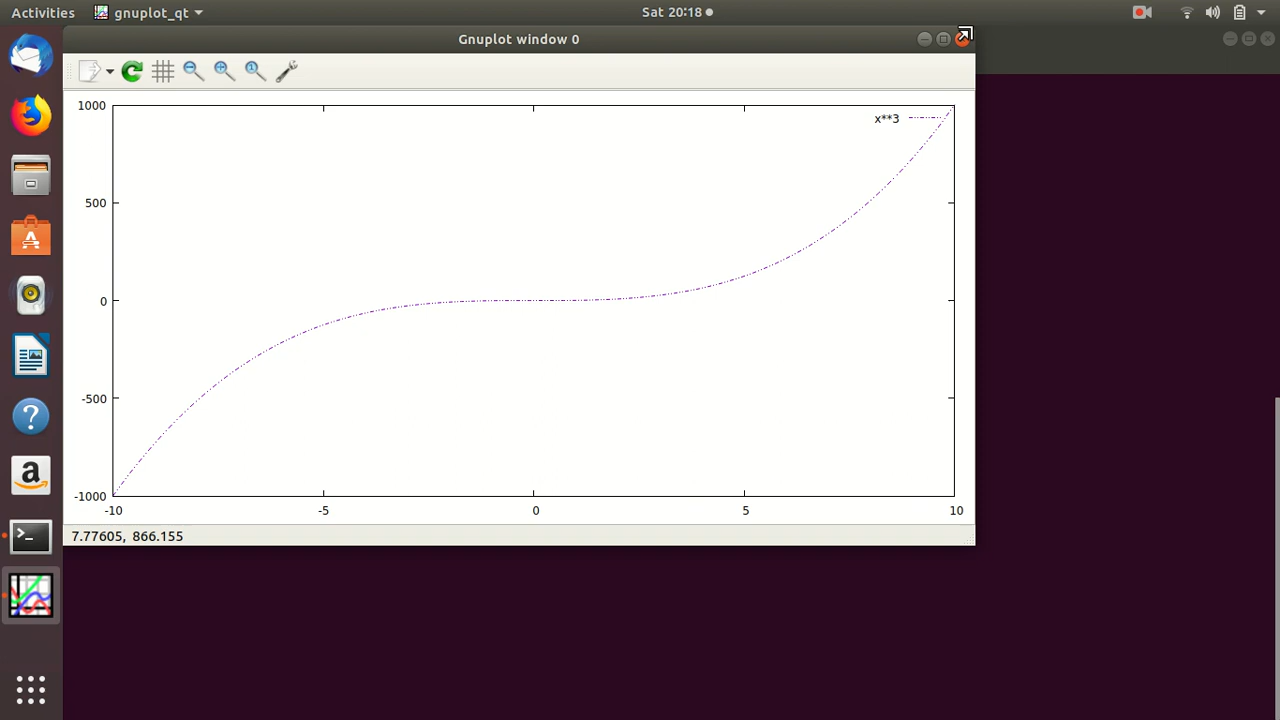 Activities gnuplot_qt Sat 20:18
Gnuplot window 0
1000
x**3
500
0
-500
-1000
-10 -5 0 5 10
7.77605, 866.155